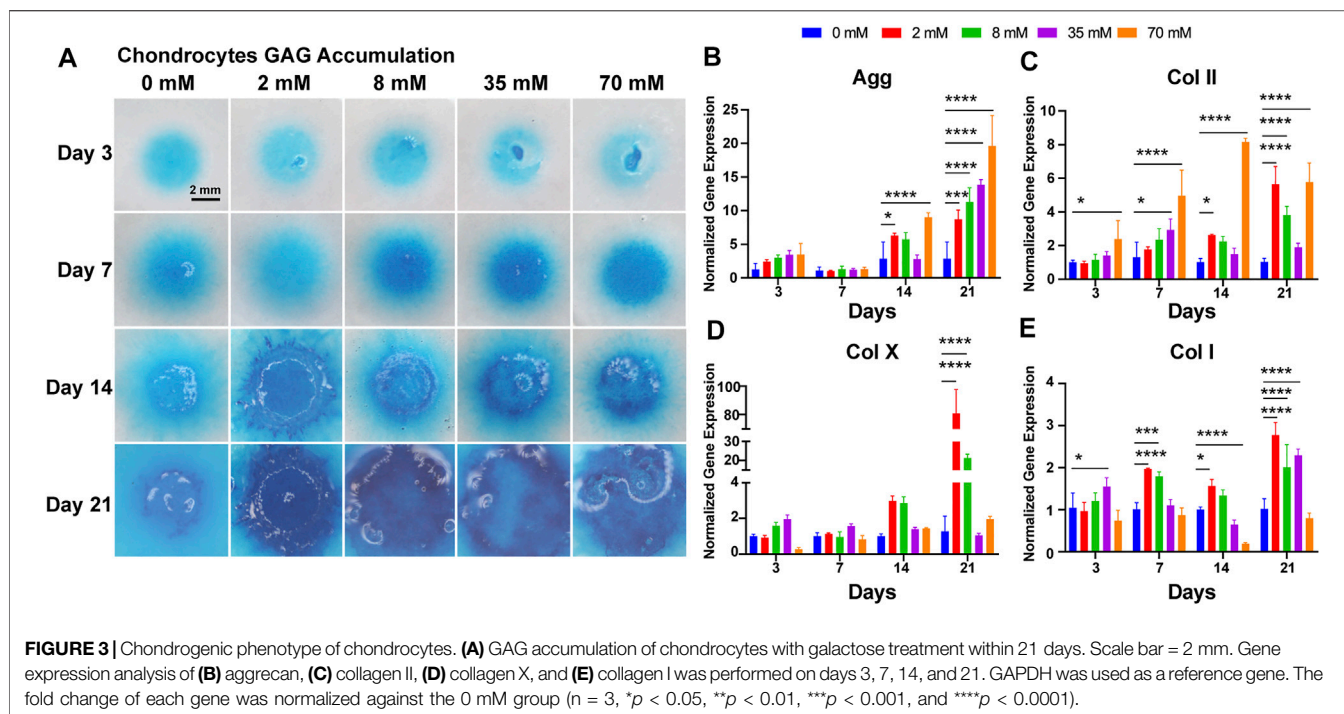 A
Chondrocytes GAG Accumulation
0 mM 2 mM 8 mM 35 mM 70 mM
Day 3
2 mm
Day 7
Day 14
Day 21
0 mM 2 mM 8 mM 35 mM 70 mM
B
Agg
Normalized Gene Expression
25
20
15
10
5
0
*
****
***
****
****
****
3 7 14 21
Days
C
Col II
Normalized Gene Expression
10
8
6
4
2
0
*
*
****
*
****
****
****
****
3 7 14 21
Days
D
Col X
Normalized Gene Expression
100
80
60
30
20
10
4
2
0
****
****
3 7 14 21
Days
E
Col I
Normalized Gene Expression
4
3
2
1
0
*
***
****
****
*
****
****
****
3 7 14 21
Days
FIGURE 3 | Chondrogenic phenotype of chondrocytes. (A) GAG accumulation of chondrocytes with galactose treatment within 21 days. Scale bar = 2 mm. Gene
expression analysis of (B) aggrecan, (C) collagen II, (D) collagen X, and (E) collagen I was performed on days 3, 7, 14, and 21. GAPDH was used as a reference gene. The
fold change of each gene was normalized against the 0 mM group (n = 3, *p < 0.05, **p < 0.01, ***p < 0.001, and ****p < 0.0001).